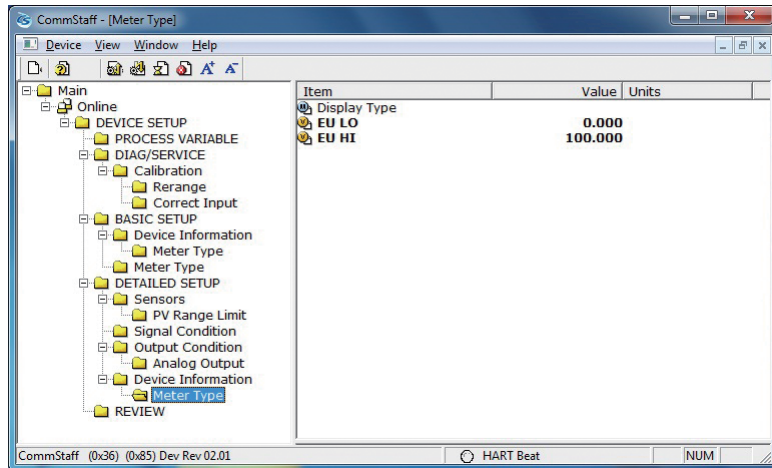 CommStaff - [Meter Type]
Device View Window Help
A+ A-
Main
Online
DEVICE SETUP
PROCESS VARIABLE
DIAG/SERVICE
Calibration
Rerange
Correct Input
BASIC SETUP
Device Information
Meter Type
Meter Type
DETAILED SETUP
Sensors
PV Range Limit
Signal Condition
Output Condition
Analog Output
Device Information
Meter Type
REVIEW
Item Value Units
Display Type
EU LO 0.000
EU HI 100.000
CommStaff (0x36) (0x85) Dev Rev 02.01 HART Beat NUM